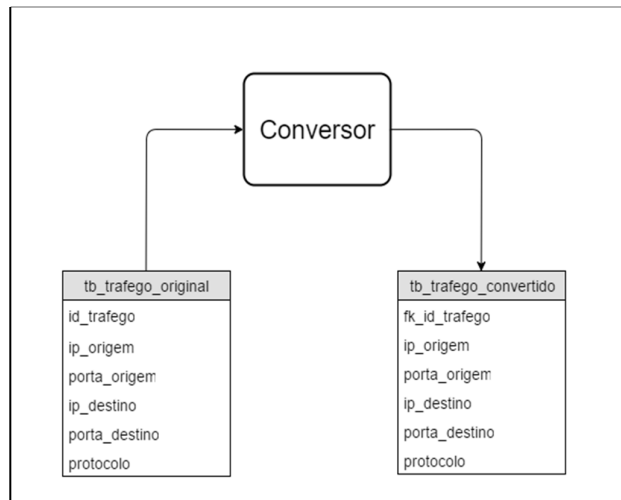 Conversor
tb_trafego_original
id_trafego
ip_origem
porta_origem
ip_destino
porta_destino
protocolo
tb_trafego_convertido
fk_id_trafego
ip_origem
porta_origem
ip_destino
porta_destino
protocolo